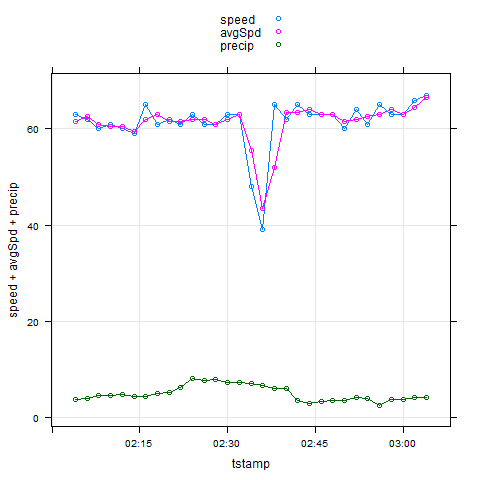 speed
avgSpd
precip
speed + avgSpd + precip
60
40
20
0
02:15 02:30 02:45 03:00
tstamp